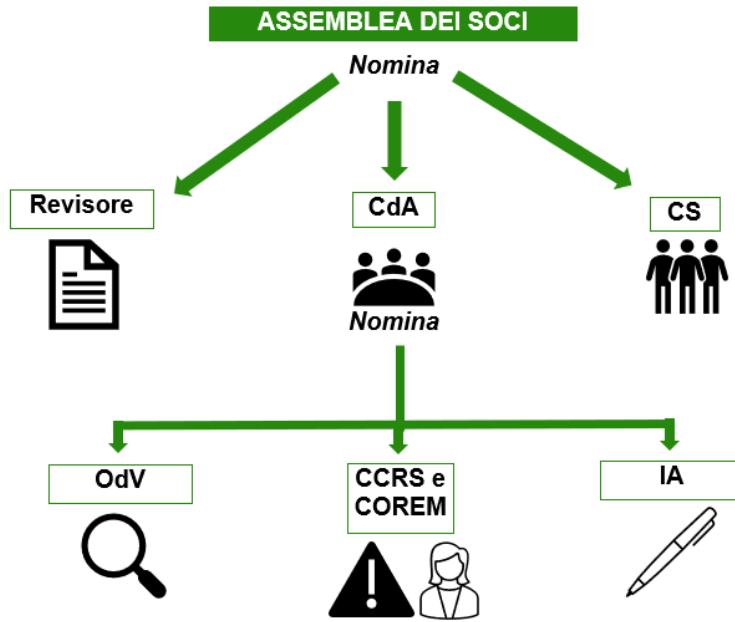 ASSEMBLEA DEI SOCI
Nomina
Revisore
CdA
CS
Nomina
OdV
CCRS e
COREM
IA